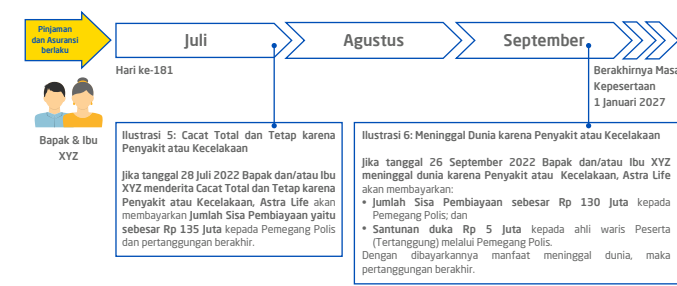 Pinjaman
dan Asuransi
berlaku
Juli
Agustus
September
Hari ke-181
Berakhirnya Masa
Kepesertaan
1 Januari 2027
Bapak & Ibu
XYZ
Ilustrasi 5: Cacat Total dan Tetap karena
Penyakit atau Kecelakaan
Jika tanggal 28 Juli 2022 Bapak dan/atau Ibu
XYZ menderita Cacat Total dan Tetap karena
Penyakit atau Kecelakaan, Astra Life akan
membayarkan Jumlah Sisa Pembiayaan yaitu
sebesar Rp 135 Juta kepada Pemegang Polis
dan pertanggungan berakhir.
Ilustrasi 6: Meninggal Dunia karena Penyakit atau Kecelakaan
Jika tanggal 26 September 2022 Bapak dan/atau Ibu XYZ
meninggal dunia karena Penyakit atau Kecelakaan, Astra Life
akan membayarkan:
• Jumlah Sisa Pembiayaan sebesar Rp 130 Juta kepada
Pemegang Polis; dan
• Santunan duka Rp 5 Juta kepada ahli waris Peserta
(Tertanggung) melalui Pemegang Polis.
Dengan dibayarkannya manfaat meninggal dunia, maka
pertanggungan berakhir.